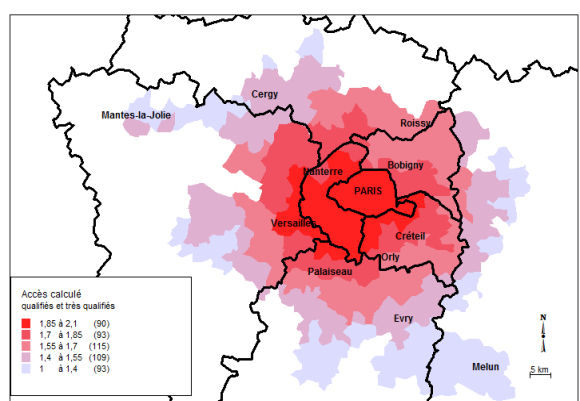 Cergy
Mantes-la-Jolie
Roissy
Nanterre
Bobigny
PARIS
Versailles
Créteil
Orly
Palaiseau
Evry
Melun
Accès calculé
qualifiés et très qualifiés
1,85 à 2,1 (90)
1,7 à 1,85 (93)
1,55 à 1,7 (115)
1,4 à 1,55 (109)
1 à 1,4 (93)
N
5 km